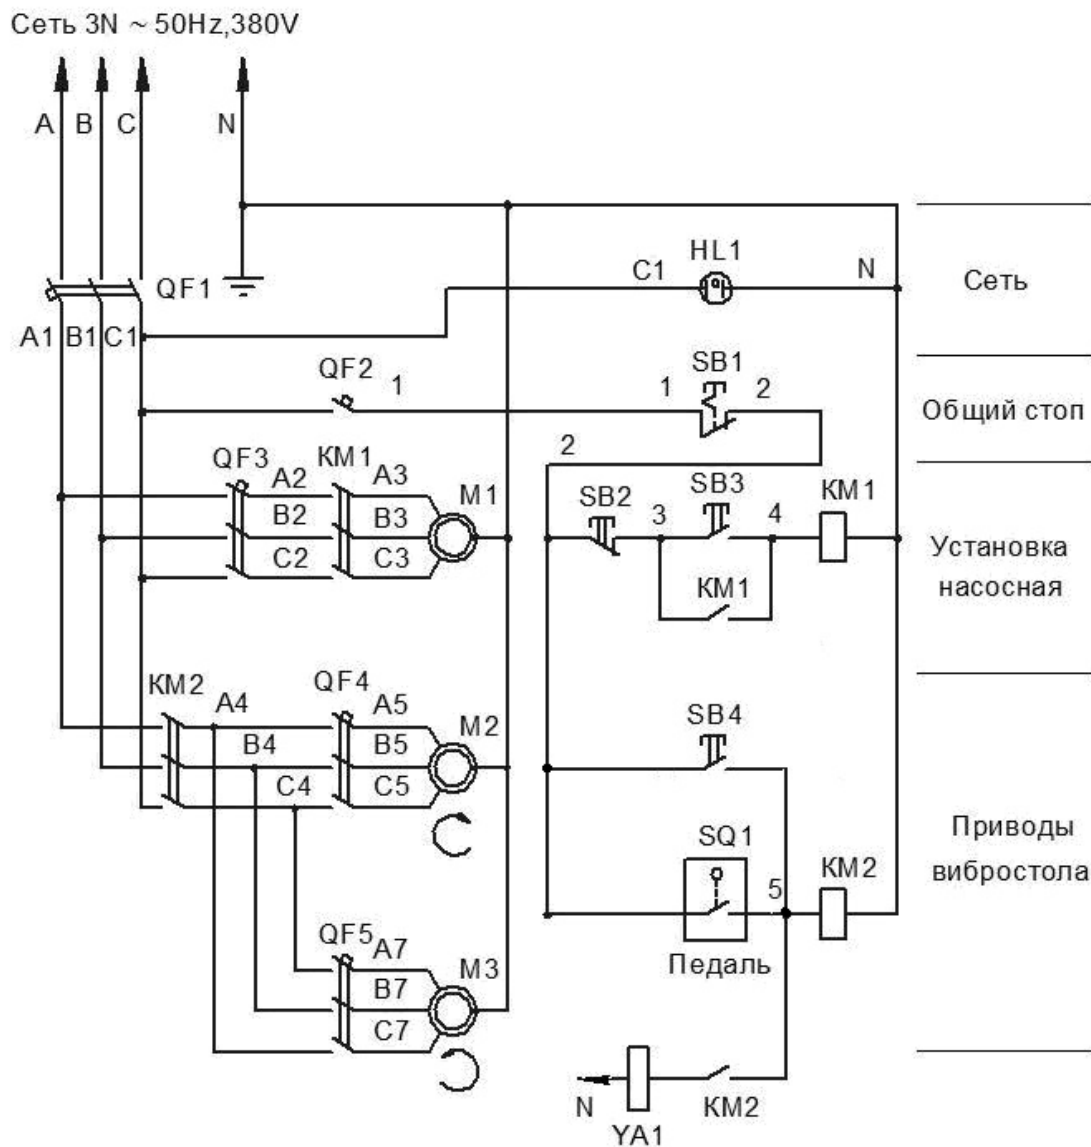 Сеть 3N ~ 50Hz,380V
A B C N
QF1
A1 B1 C1
C1 HL1 N
Сеть
QF2 1
1 SB1 2
Общий стоп
2
QF3 A2 KM1 A3 M1
B2 B3
C2 C3
SB2 3 SB3 4 KM1
KM1
Установка
насосная
KM2 A4 QF4 A5 M2
B4 B5
C4 C5
SB4
SQ1
5 KM2
Педаль
Приводы
вибростола
QF5 A7 M3
B7
C7
N YA1 KM2